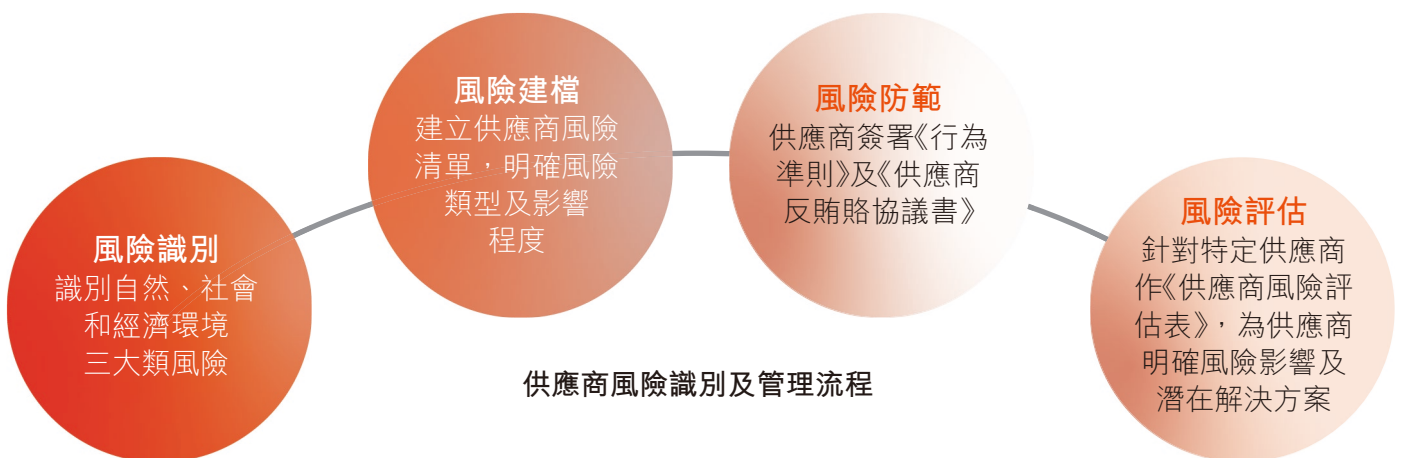 風險識別
識別自然、社會
和經濟環境
三大類風險
風險建檔
建立供應商風險
清單，明確風險
類型及影響
程度
風險防範
供應商簽署《行為
準則》及《供應商
反賄賂協議書》
風險評估
針對特定供應商
作《供應商風險評
估表》，為供應商
明確風險影響及
潛在解決方案
供應商風險識別及管理流程